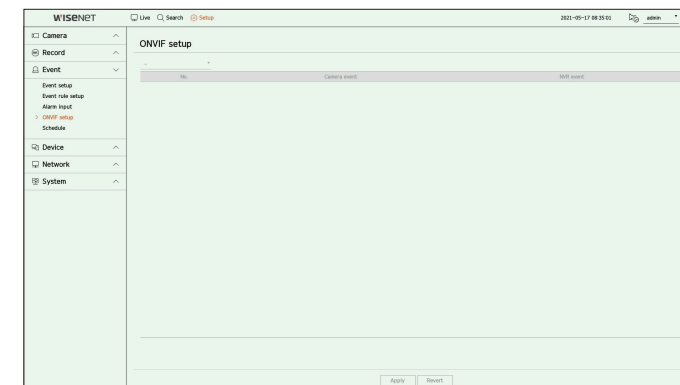 WISENET
Live Search Setup 2021-05-17 08:35:01 admin
Camera
Record
Event
Event setup
Event rule setup
Alarm input
> ONVIF setup
Schedule
Device
Network
System
ONVIF setup
No. Camera event NVR event
Apply Revert